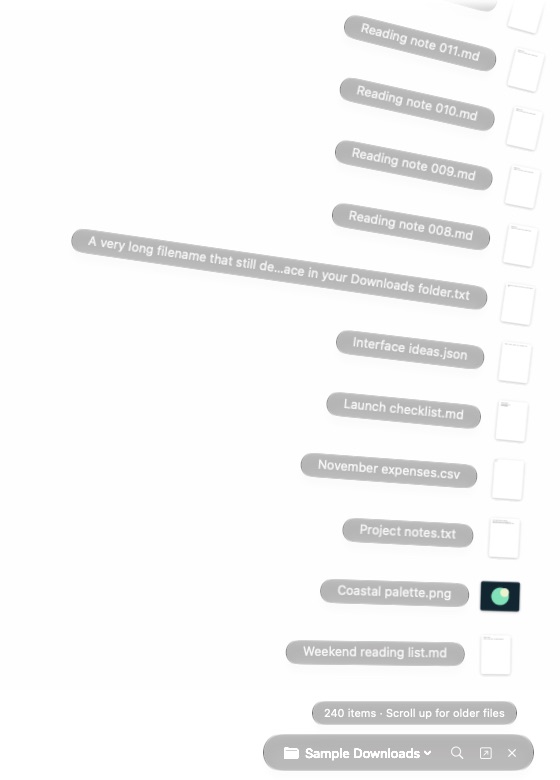 Reading note 011.md
Reading note 010.md
Reading note 009.md
Reading note 008.md
A very long filename that still de...ace in your Downloads folder.txt
Interface ideas.json
Launch checklist.md
November expenses.csv
Project notes.txt
Coastal palette.png
Weekend reading list.md
240 items · Scroll up for older files
Sample Downloads